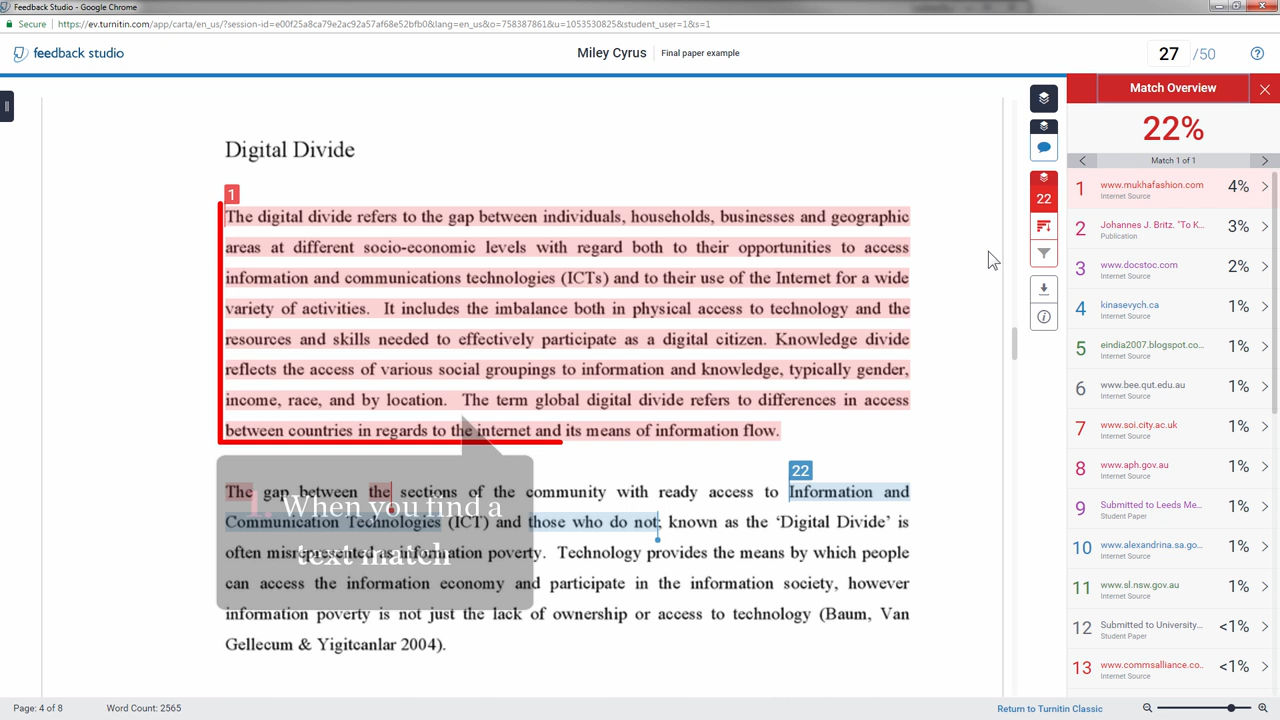 Feedback Studio - Google Chrome
Secure https://ev.turnitin.com/app/carta/en_us/?session-id=e00f25a8ca79e2ac92a57af68e52bfb0&lang=en_us&o=758387861&u=1053530825&student_user=1&s=1
feedback studio
Miley Cyrus Final paper example
27 /50
Digital Divide
1
The digital divide refers to the gap between individuals, households, businesses and geographic
areas at different socio-economic levels with regard both to their opportunities to access
information and communications technologies (ICTs) and to their use of the Internet for a wide
variety of activities. It includes the imbalance both in physical access to technology and the
resources and skills needed to effectively participate as a digital citizen. Knowledge divide
reflects the access of various social groupings to information and knowledge, typically gender,
income, race, and by location. The term global digital divide refers to differences in access
between countries in regards to the internet and its means of information flow.
22
The gap between the sections of the community with ready access to Information and
Communication Technologies (ICT) and those who do not, known as the ‘Digital Divide’ is
often misrepresented as information poverty. Technology provides the means by which people
can access the information economy and participate in the information society, however
information poverty is not just the lack of ownership or access to technology (Baum, Van
Gellecum & Yigitcanlar 2004).
1. When you find a
text match
22
Match Overview
22%
Match 1 of 1
1 www.mukhafashion.com 4%
Internet Source
2 Johannes J. Britz. "To K... 3%
Publication
3 www.docstoc.com 2%
Internet Source
4 kinasevych.ca 1%
Internet Source
5 eindia2007.blogspot.co... 1%
Internet Source
6 www.bee.qut.edu.au 1%
Internet Source
7 www.soi.city.ac.uk 1%
Internet Source
8 www.aph.gov.au 1%
Internet Source
9 Submitted to Leeds Me... 1%
Student Paper
10 www.alexandrina.sa.go... 1%
Internet Source
11 www.sl.nsw.gov.au 1%
Internet Source
12 Submitted to University... <1%
Student Paper
13 www.commsalliance.co... <1%
Internet Source
Page: 4 of 8 Word Count: 2565
Return to Turnitin Classic